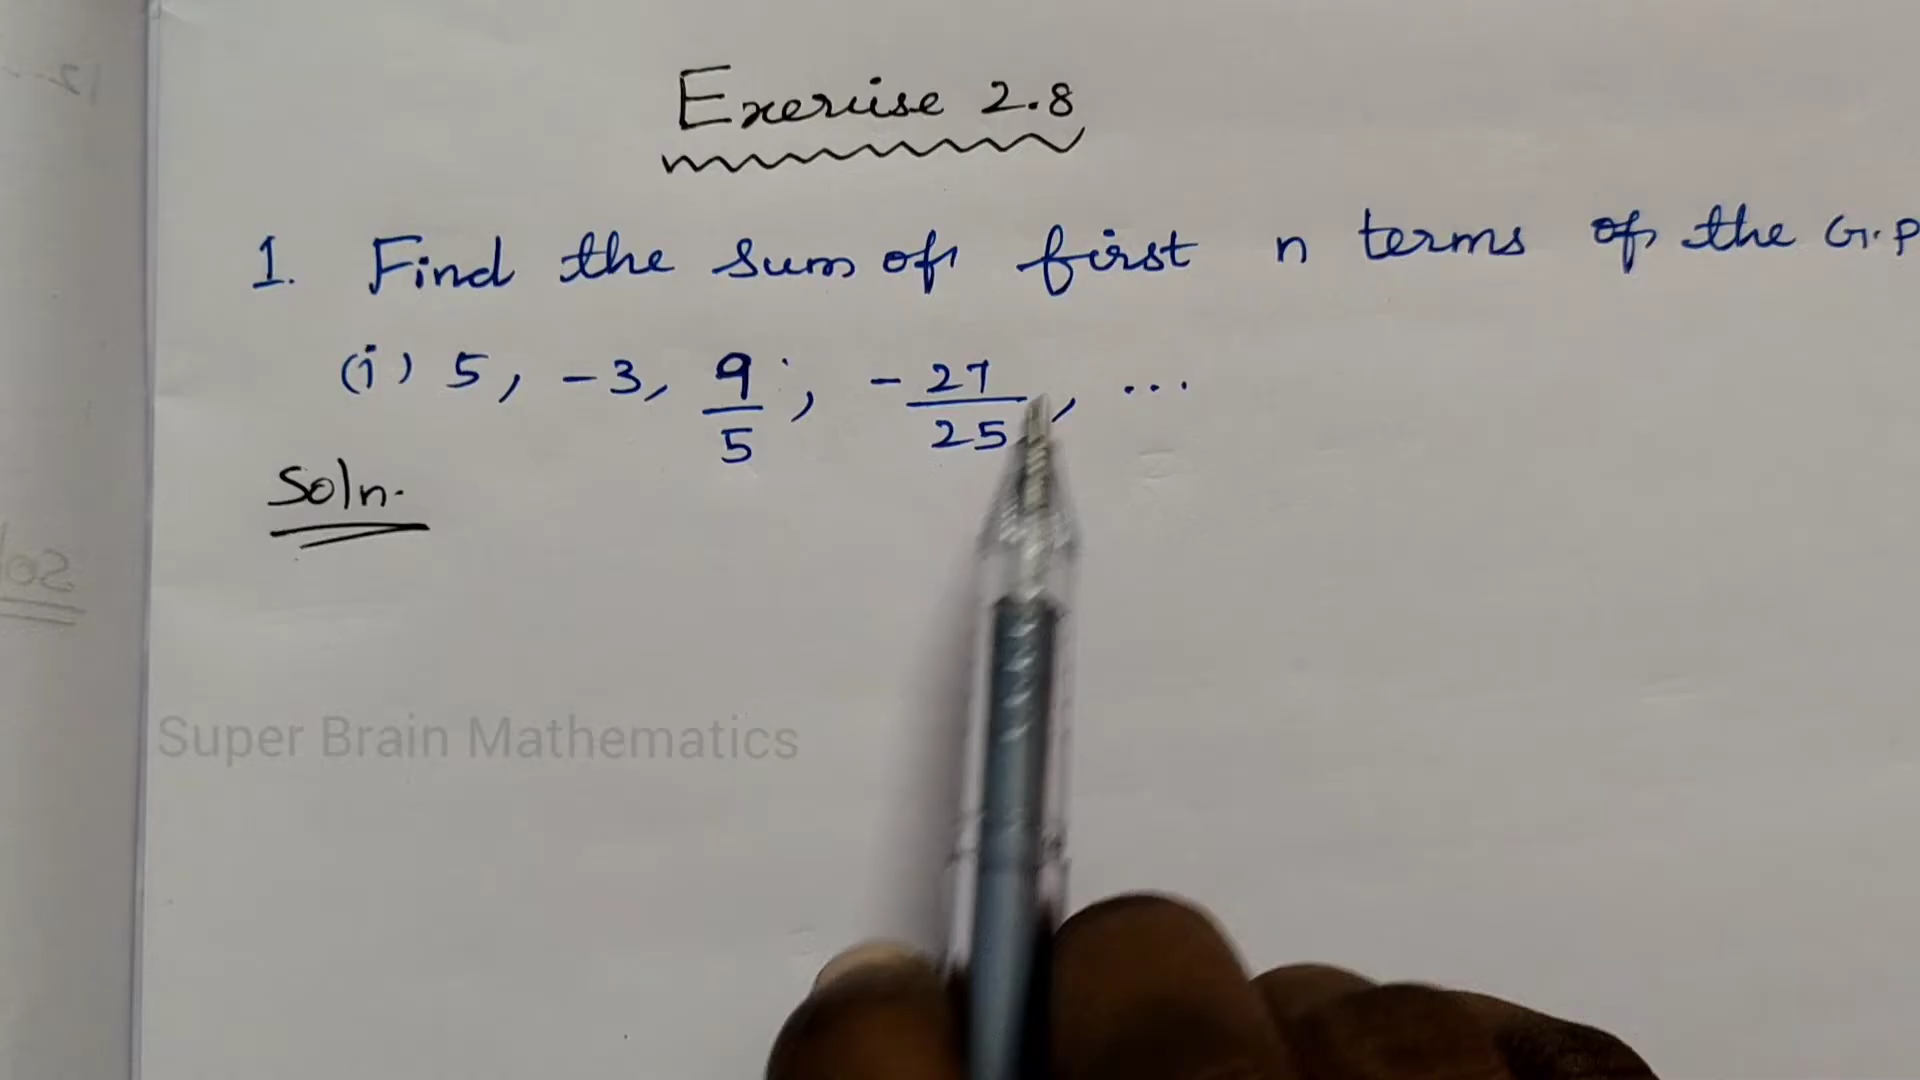 Exercise 2.8
1. Find the sum of first n terms of the G.P
(i) 5, -3, 9/5, -27/25, ...
Soln.
Super Brain Mathematics